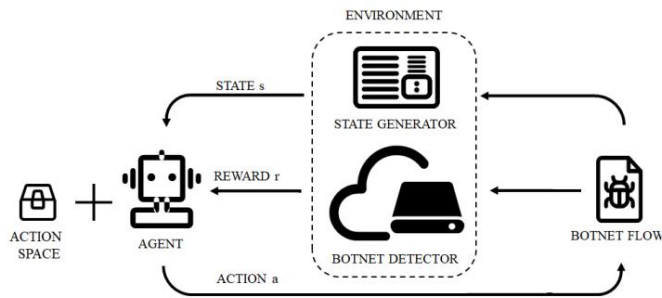 ENVIRONMENT
STATE s
STATE GENERATOR
REWARD r
ACTION
SPACE
AGENT
BOTNET DETECTOR
BOTNET FLOW
ACTION a